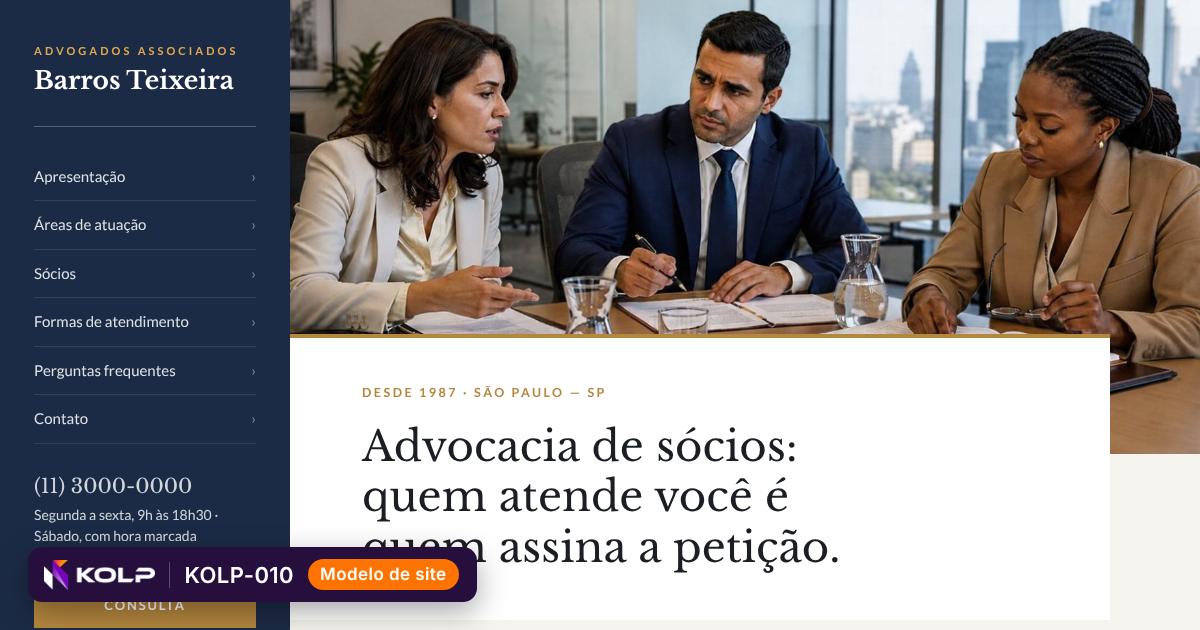 ADVOGADOS ASSOCIADOS
Barros Teixeira
Apresentação
Áreas de atuação
Sócios
Formas de atendimento
Perguntas frequentes
Contato
(11) 3000-0000
Segunda a sexta, 9h às 18h30 ·
Sábado, com hora marcada
CONSULTA
DESDE 1987 · SÃO PAULO — SP
Advocacia de sócios:
quem atende você é
quem assina a petição.
KOLP KOLP-010 Modelo de site